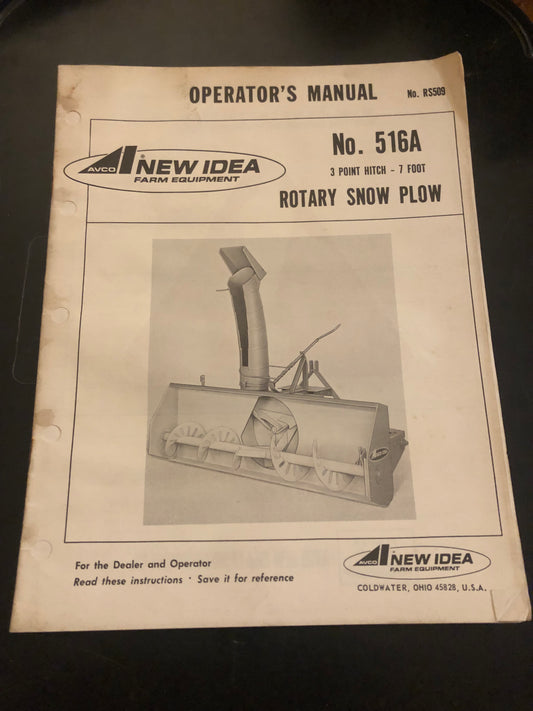 OPERATOR'S MANUAL No. RS509
AVCO NEW IDEA
FARM EQUIPMENT
No. 516A
3 POINT HITCH - 7 FOOT
ROTARY SNOW PLOW
For the Dealer and Operator
Read these instructions · Save it for reference
AVCO NEW IDEA
FARM EQUIPMENT
COLDWATER, OHIO 45828, U.S.A.